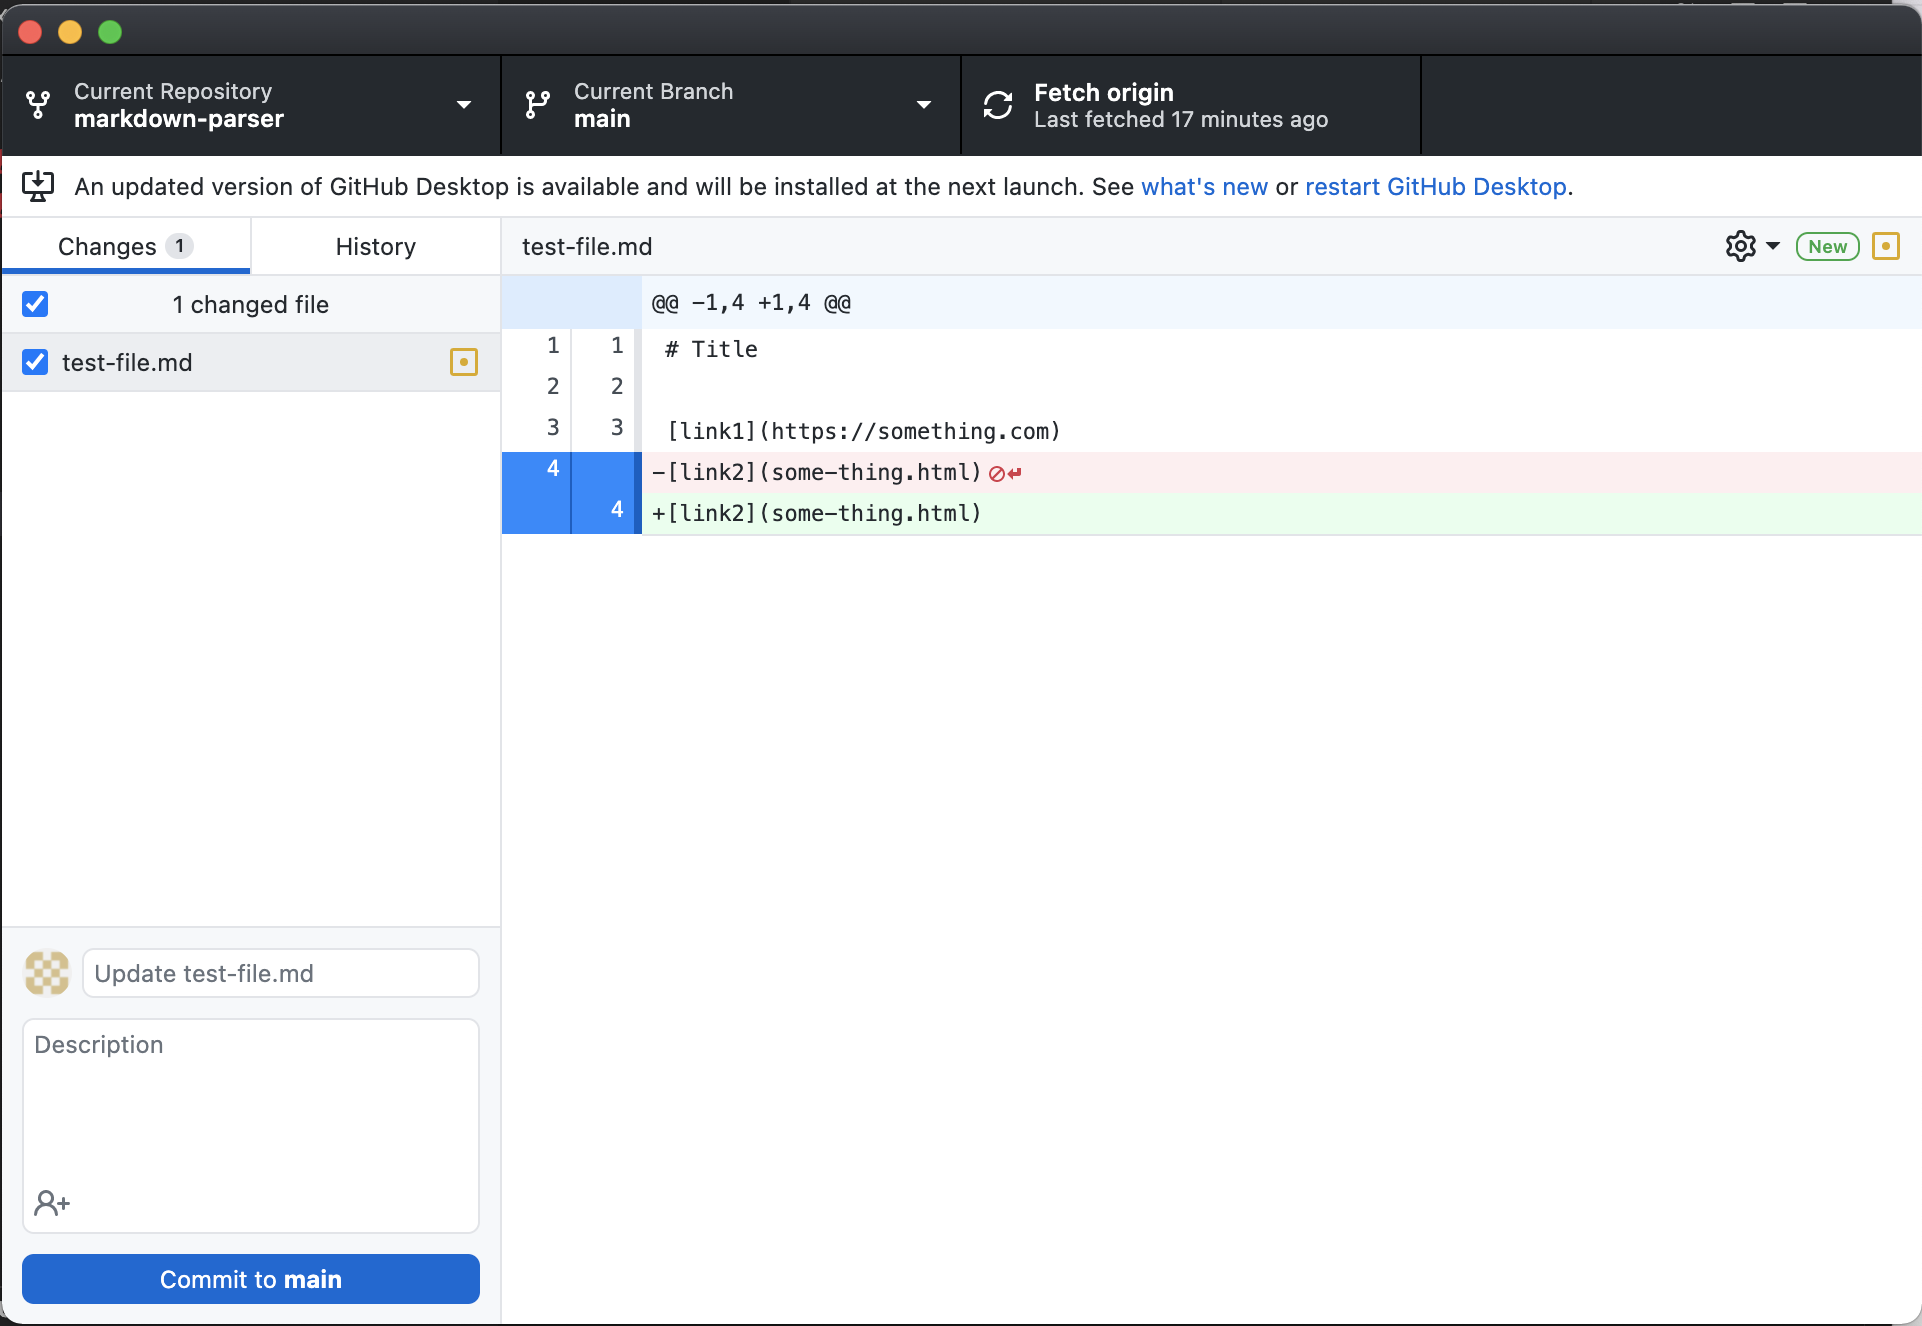 Current Repository
markdown-parser
Current Branch
main
Fetch origin
Last fetched 17 minutes ago
An updated version of GitHub Desktop is available and will be installed at the next launch. See what's new or restart GitHub Desktop.
Changes 1
History
test-file.md
New
1 changed file
test-file.md
@@ -1,4 +1,4 @@
1 1 # Title
2 2
3 3 [link1](https://something.com)
4 -[link2](some-thing.html)
4 +[link2](some-thing.html)
Update test-file.md
Description
Commit to main